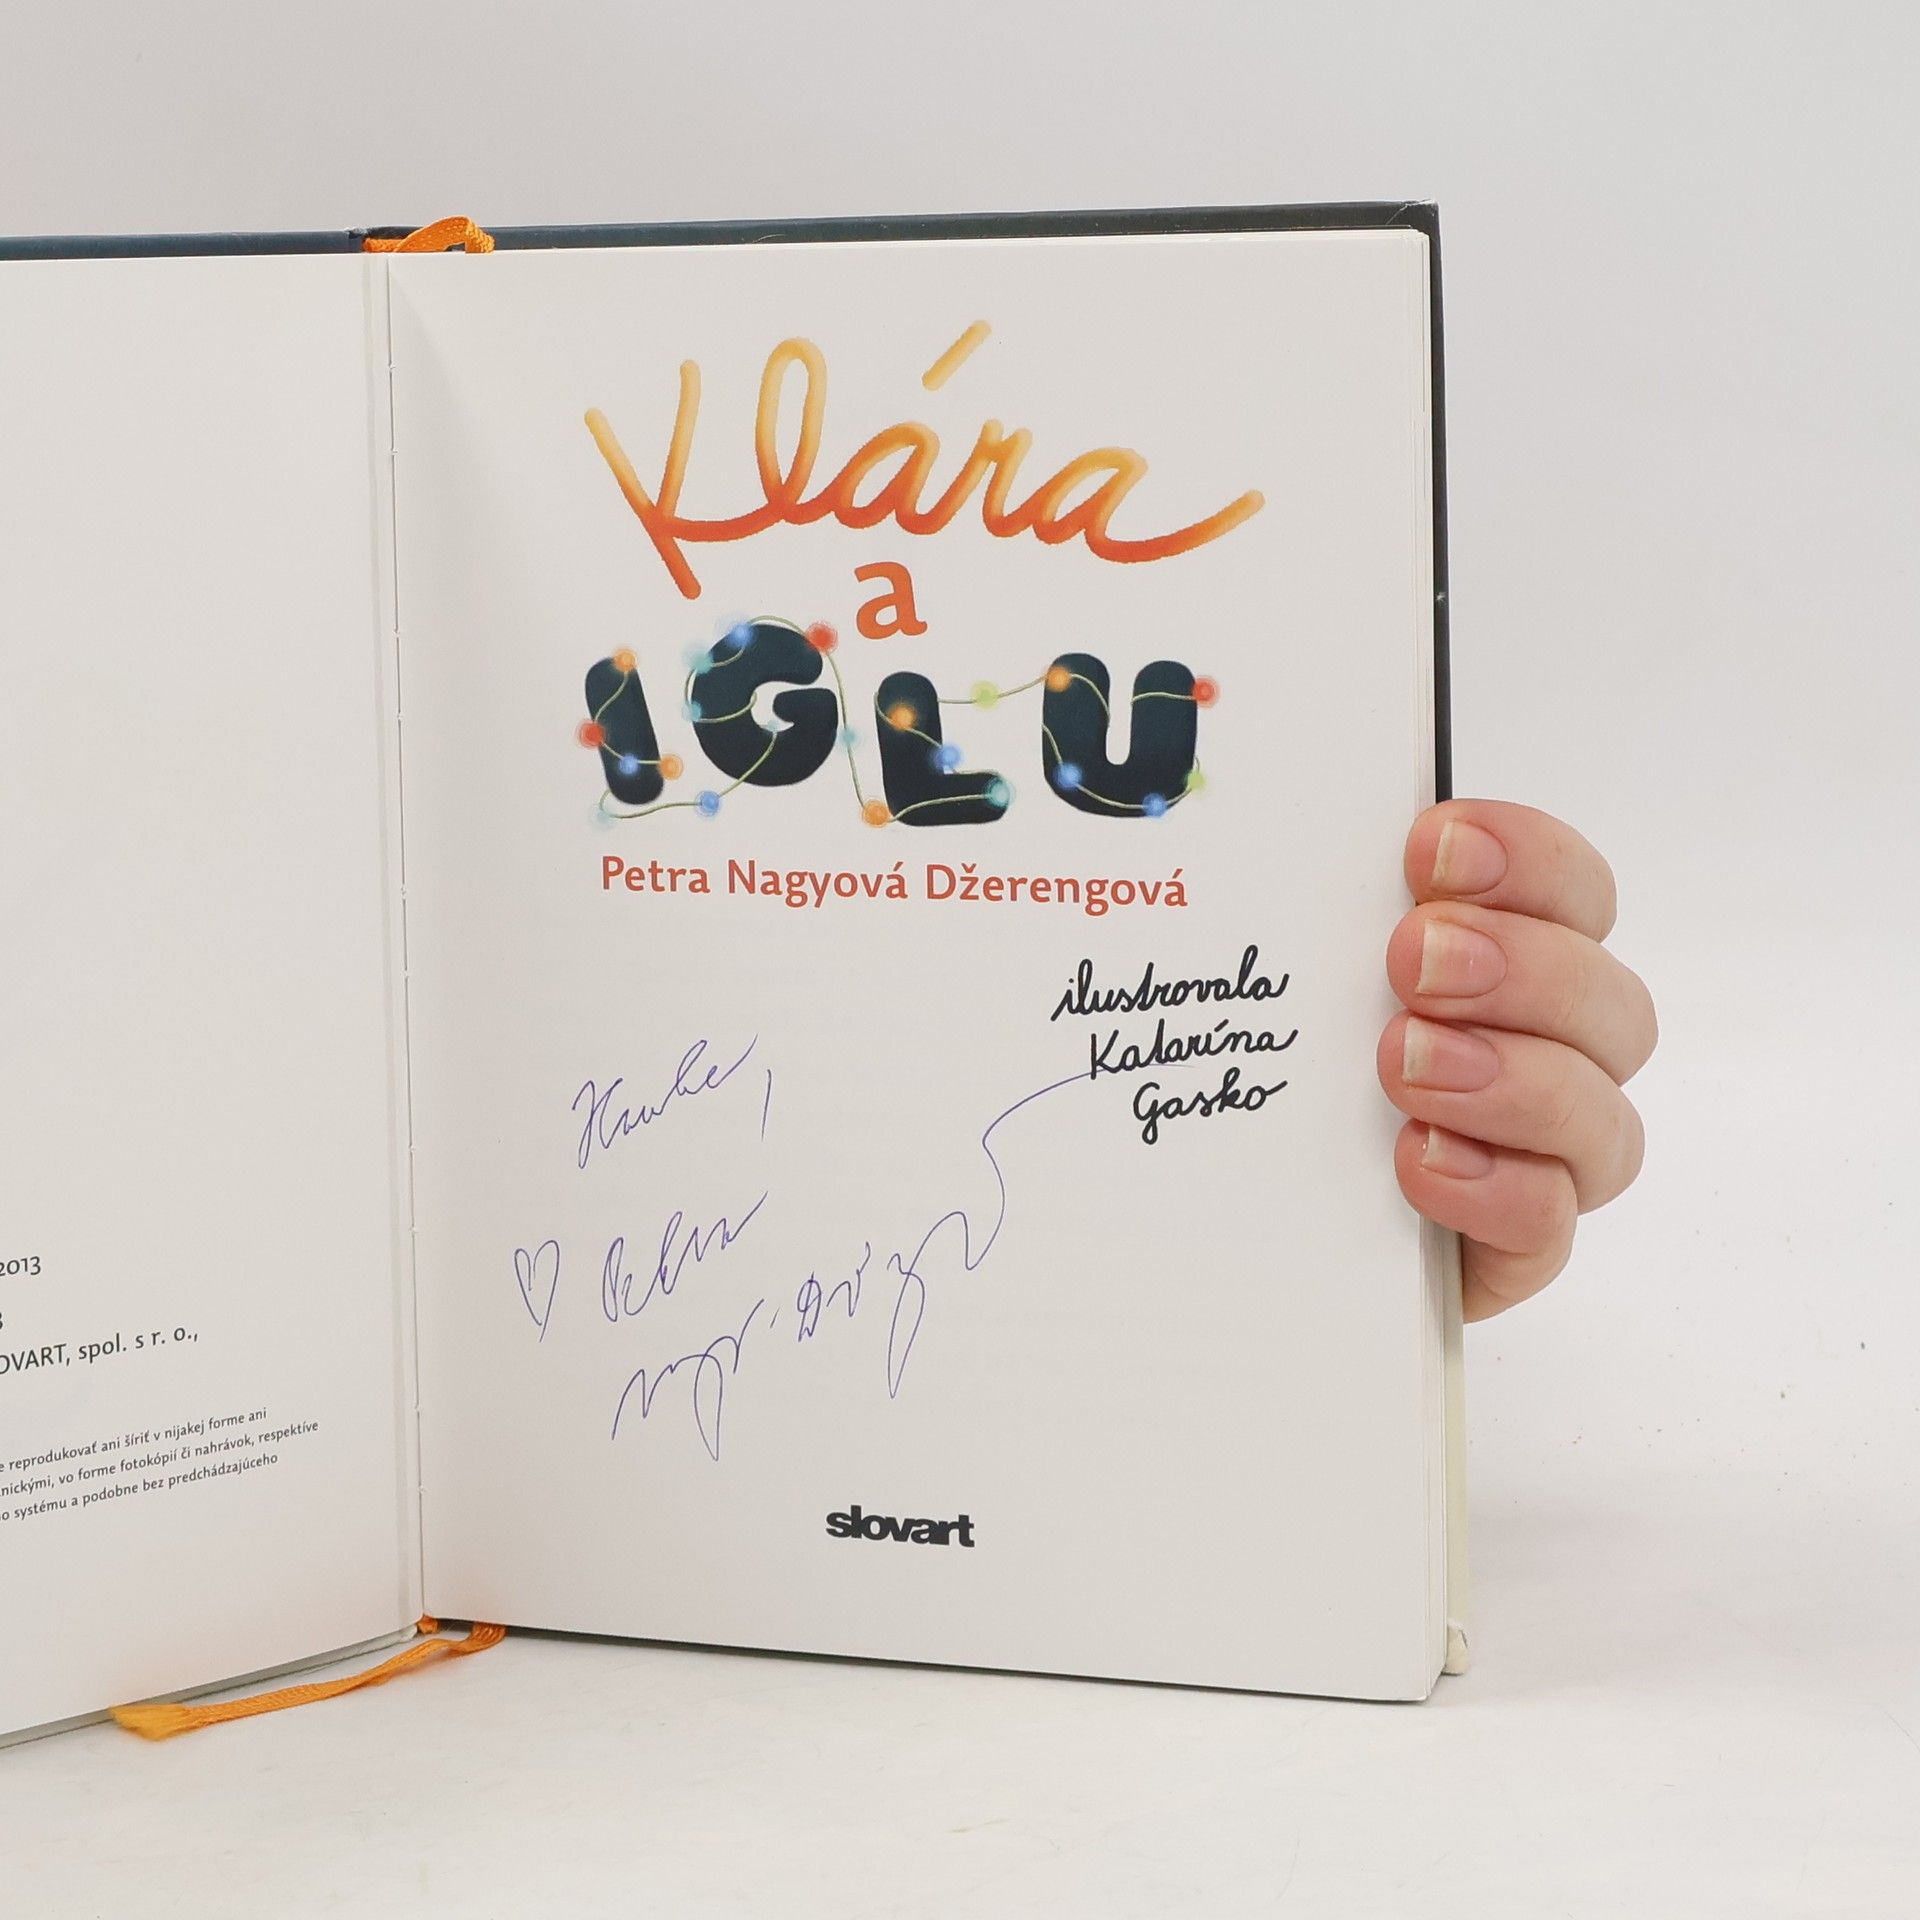 2013
OVART, spol. s r. o.,
e reprodukovať ani šíriť v nijakej forme ani
nickými, vo forme fotokópií či nahrávok, respektíve
o systému a podobne bez predchádzajúceho
Klára
a
IGLU
Petra Nagyová Džerengová
ilustrovala
Katarína
Gasko
Petra
slovart